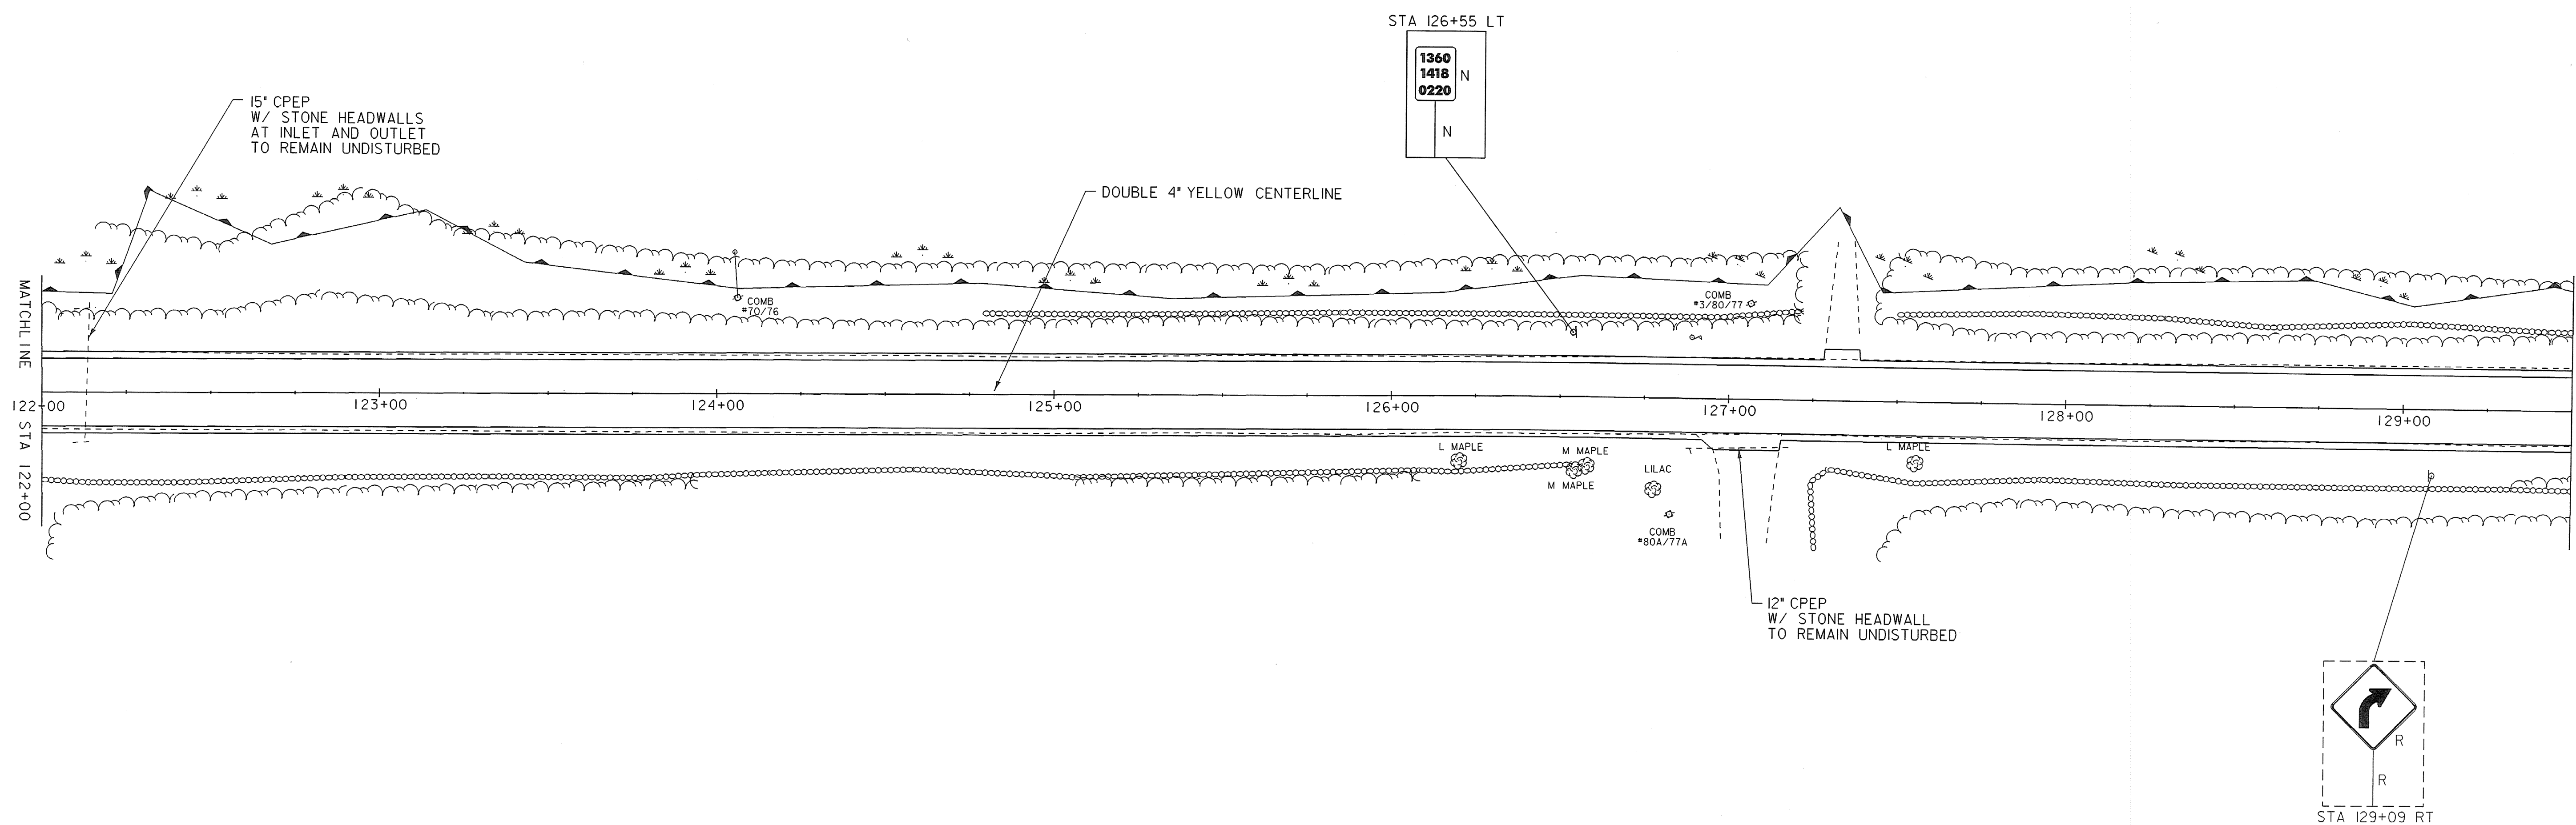 STA 126+55 LT
1360
1418 N
0220
N
15" CPEP
W/ STONE HEADWALLS
AT INLET AND OUTLET
TO REMAIN UNDISTURBED
DOUBLE 4" YELLOW CENTERLINE
COMB
#70/76
COMB
#3/80/77
MATCHLINE STA 122+00
122+00
123+00
124+00
125+00
126+00
127+00
128+00
129+00
L MAPLE
M MAPLE
M MAPLE
LILAC
L MAPLE
COMB
#80A/77A
12" CPEP
W/ STONE HEADWALL
TO REMAIN UNDISTURBED
R
R
STA 129+09 RT